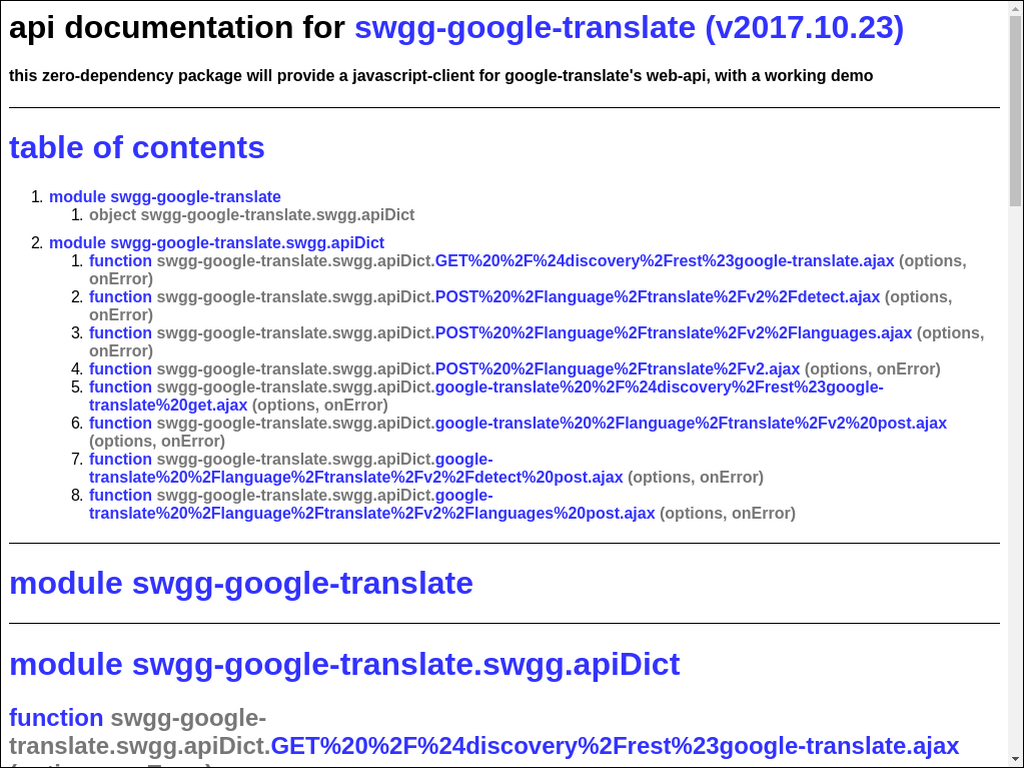 api documentation for swgg-google-translate (v2017.10.23)
this zero-dependency package will provide a javascript-client for google-translate's web-api, with a working demo
table of contents
1. module swgg-google-translate
1. object swgg-google-translate.swgg.apiDict
2. module swgg-google-translate.swgg.apiDict
1. function swgg-google-translate.swgg.apiDict.GET%20%2F%24discovery%2Frest%23google-translate.ajax (options,
onError)
2. function swgg-google-translate.swgg.apiDict.POST%20%2Flanguage%2Ftranslate%2Fv2%2Fdetect.ajax (options,
onError)
3. function swgg-google-translate.swgg.apiDict.POST%20%2Flanguage%2Ftranslate%2Fv2%2Flanguages.ajax (options,
onError)
4. function swgg-google-translate.swgg.apiDict.POST%20%2Flanguage%2Ftranslate%2Fv2.ajax (options, onError)
5. function swgg-google-translate.swgg.apiDict.google-translate%20%2F%24discovery%2Frest%23google-
translate%20get.ajax (options, onError)
6. function swgg-google-translate.swgg.apiDict.google-translate%20%2Flanguage%2Ftranslate%2Fv2%20post.ajax
(options, onError)
7. function swgg-google-translate.swgg.apiDict.google-
translate%20%2Flanguage%2Ftranslate%2Fv2%2Fdetect%20post.ajax (options, onError)
8. function swgg-google-translate.swgg.apiDict.google-
translate%20%2Flanguage%2Ftranslate%2Fv2%2Flanguages%20post.ajax (options, onError)
module swgg-google-translate
module swgg-google-translate.swgg.apiDict
function swgg-google-
translate.swgg.apiDict.GET%20%2F%24discovery%2Frest%23google-translate.ajax